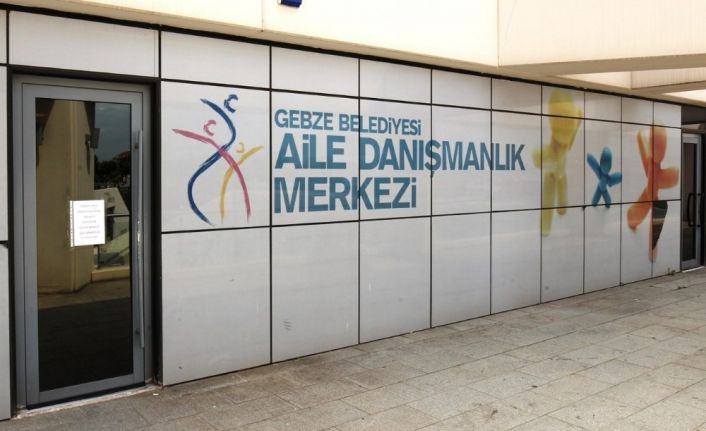 GEBZE BELEDİYESİ
AİLE DANIŞMANLIK
MERKEZİ